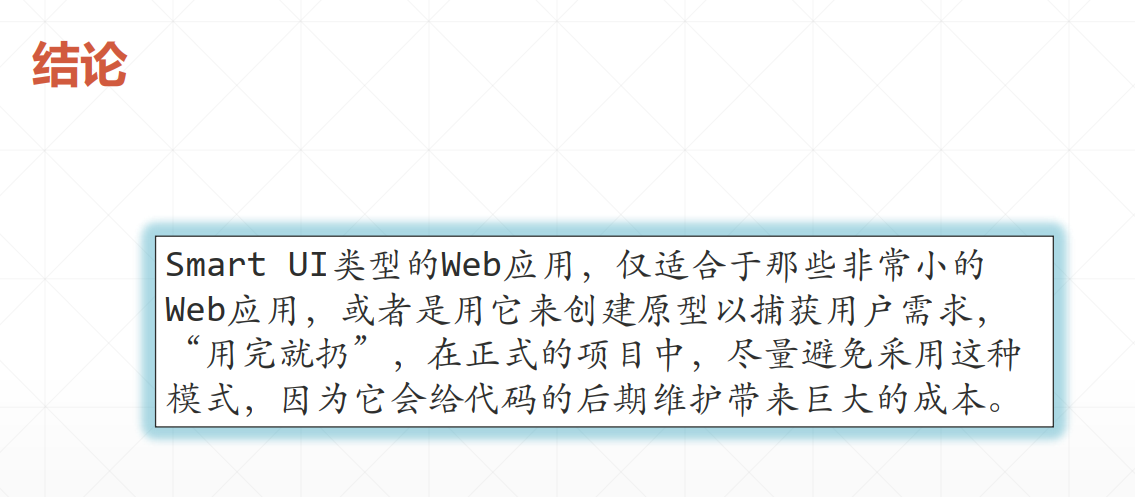 结论
Smart UI类型的Web应用，仅适合于那些非常小的
Web应用，或者是用它来创建原型以捕获用户需求，
“用完就扔”，在正式的项目中，尽量避免采用这种
模式，因为它会给代码的后期维护带来巨大的成本。